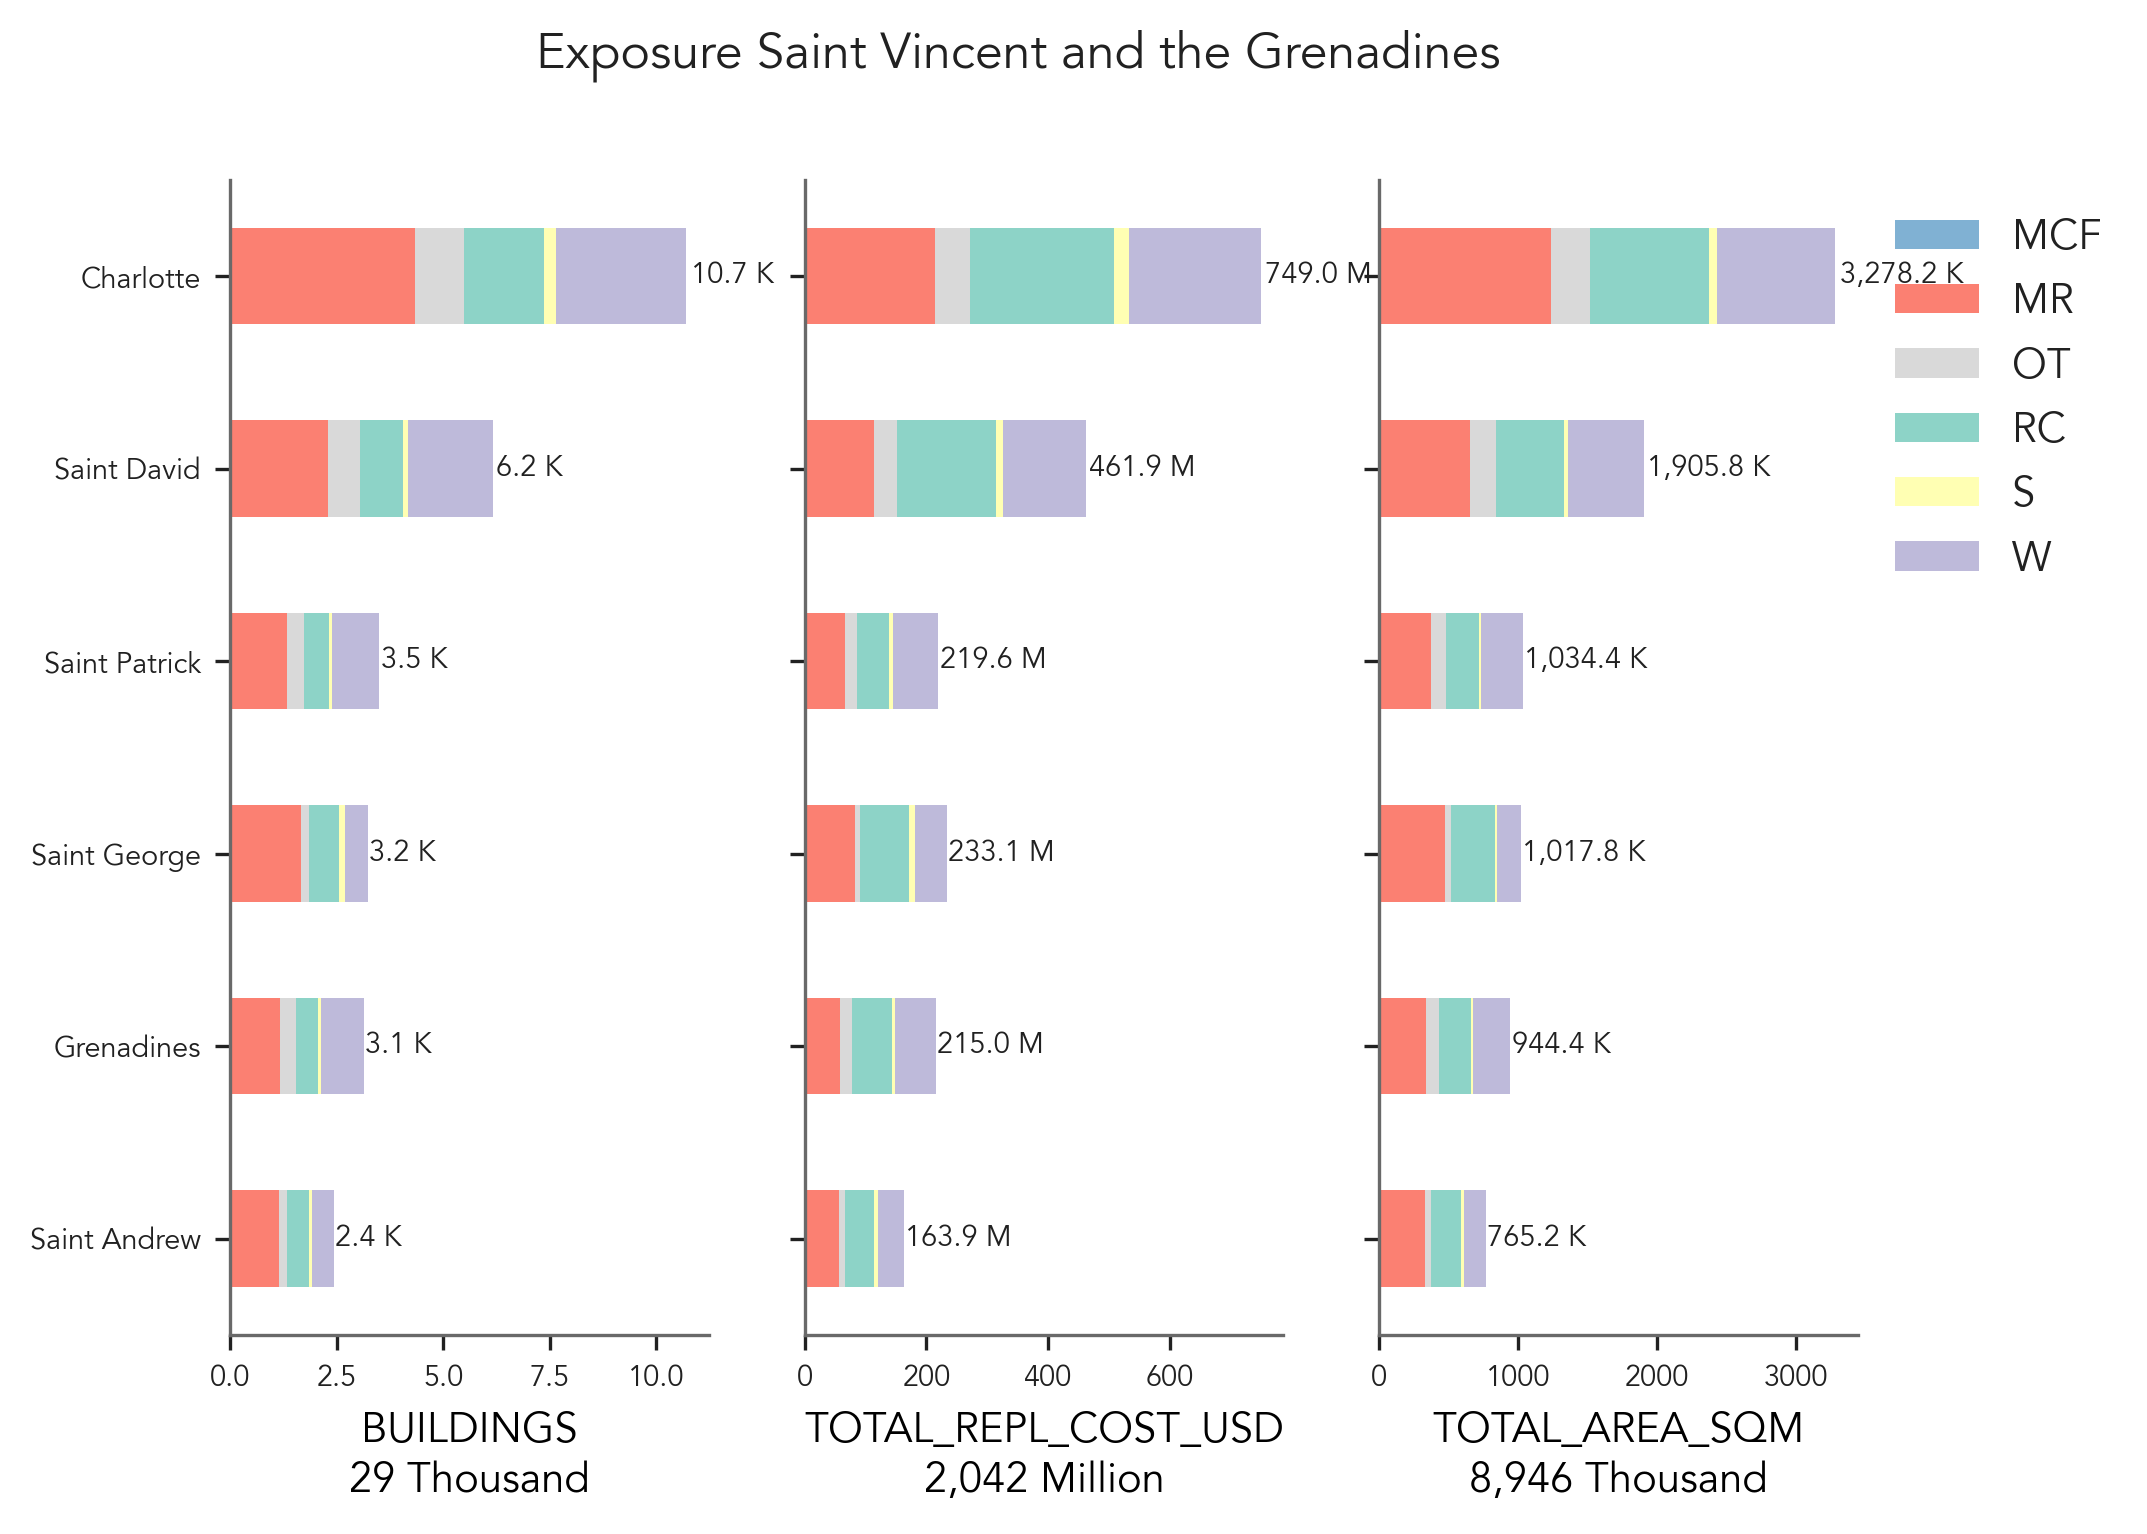 Exposure Saint Vincent and the Grenadines
Charlotte
10.7 K
749.0 M
3,278.2 K
Saint David
6.2 K
461.9 M
1,905.8 K
Saint Patrick
3.5 K
219.6 M
1,034.4 K
Saint George
3.2 K
233.1 M
1,017.8 K
Grenadines
3.1 K
215.0 M
944.4 K
Saint Andrew
2.4 K
163.9 M
765.2 K
MCF
MR
OT
RC
S
W
0.0 2.5 5.0 7.5 10.0
BUILDINGS
29 Thousand
0 200 400 600
TOTAL_REPL_COST_USD
2,042 Million
0 1000 2000 3000
TOTAL_AREA_SQM
8,946 Thousand